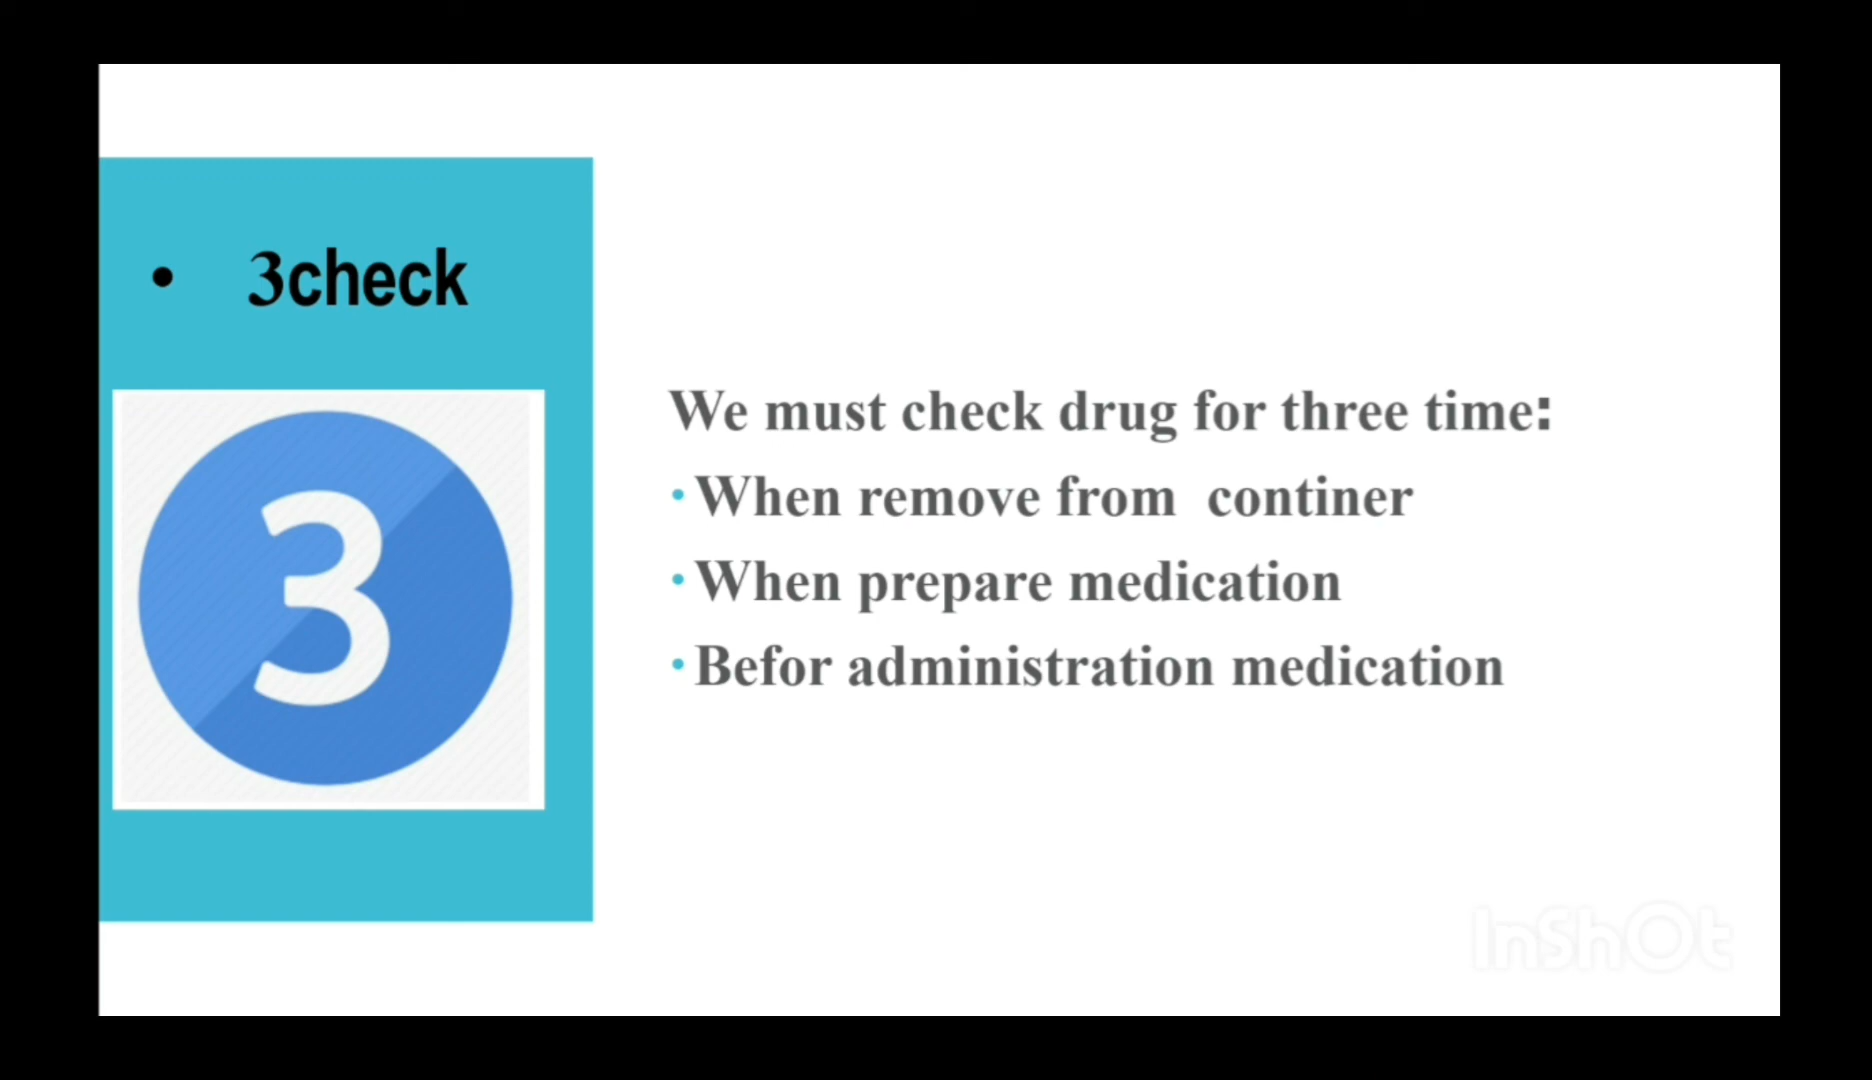 • 3check
3
We must check drug for three time:
• When remove from continer
• When prepare medication
• Befor administration medication
InShOt